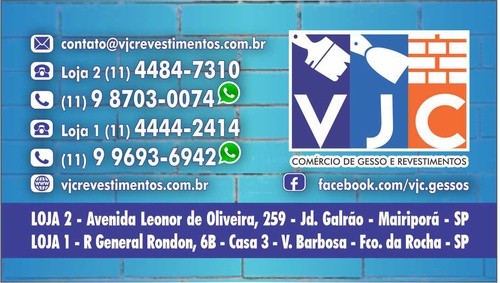 contato@vjcrevestimentos.com.br
Loja 2 (11) 4484-7310
(11) 9 8703-0074
Loja 1 (11) 4444-2414
(11) 9 9693-6942
vjcrevestimentos.com.br
VJC
COMÉRCIO DE GESSO E REVESTIMENTOS
facebook.com/vjc.gessos
LOJA 2 - Avenida Leonor de Oliveira, 259 - Jd. Galrão - Mairiporã - SP
LOJA 1 - R General Rondon, 6B - Casa 3 - V. Barbosa - Fco. da Rocha - SP